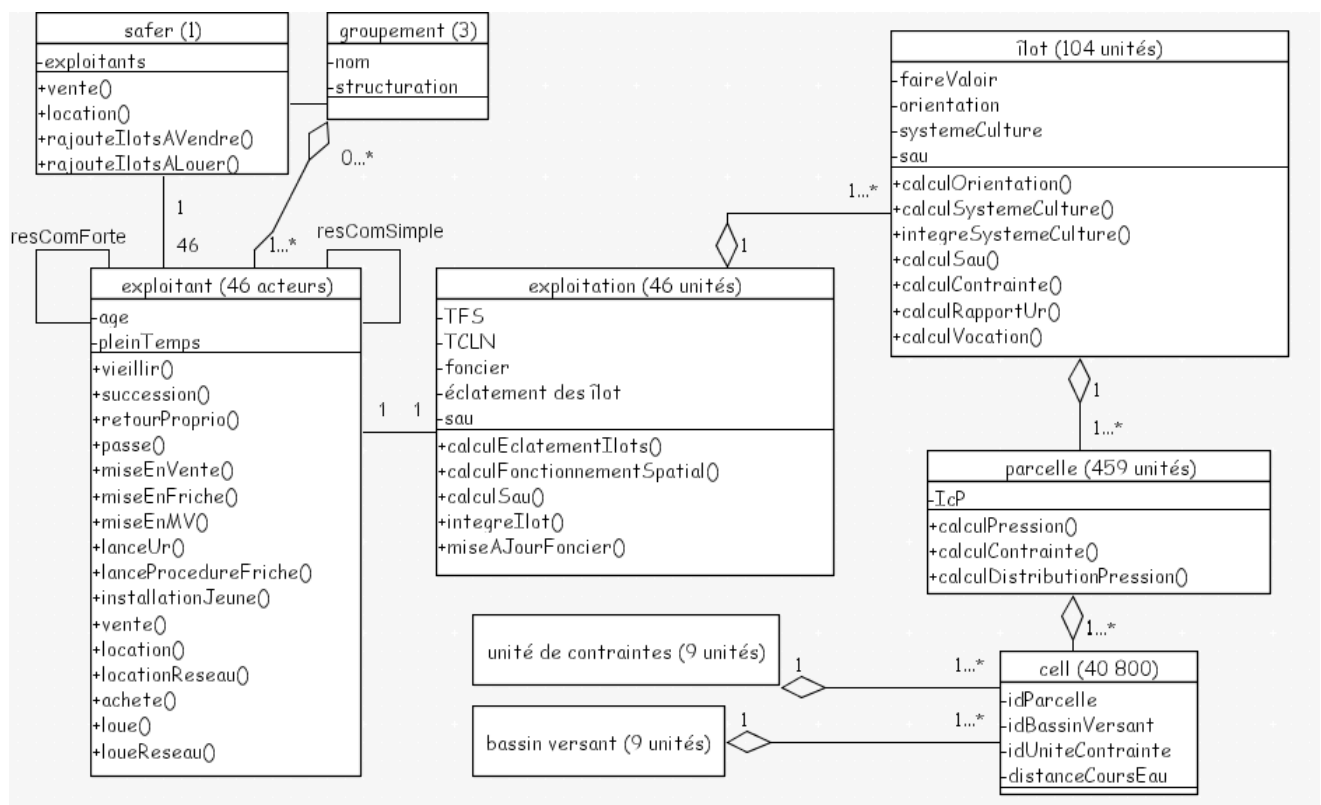 safer (1)
-exploitants
+vente()
+location()
+rajouteIlotsAVendre()
+rajouteIlotsALouer()
groupement (3)
-nom
-structuration
0...*
1
46
1...*
resComForte
resComSimple
exploitant (46 acteurs)
-age
-pleinTemps
+vieillir()
+succession()
+retourProprio()
+passe()
+miseEnVente()
+miseEnFriche()
+miseEnMV()
+lanceUr()
+lanceProcedureFriche()
+installationJeune()
+vente()
+location()
+locationReseau()
+achete()
+loue()
+loueReseau()
1 1
exploitation (46 unités)
-TFS
-TCLN
-foncier
-éclatement des îlot
-sau
+calculEclatementIlots()
+calculFonctionnementSpatial()
+calculSau()
+integreIlot()
+miseAJourFoncier()
1
1...*
îlot (104 unités)
-faireValoir
-orientation
-systemeCulture
-sau
+calculOrientation()
+calculSystemeCulture()
+integreSystemeCulture()
+calculSau()
+calculContrainte()
+calculRapportUr()
+calculVocation()
1
1...*
parcelle (459 unités)
-IcP
+calculPression()
+calculContrainte()
+calculDistributionPression()
1...*
unité de contraintes (9 unités)
1 1...*
bassin versant (9 unités)
1 1...*
cell (40 800)
-idParcelle
-idBassinVersant
-idUniteContrainte
-distanceCoursEau